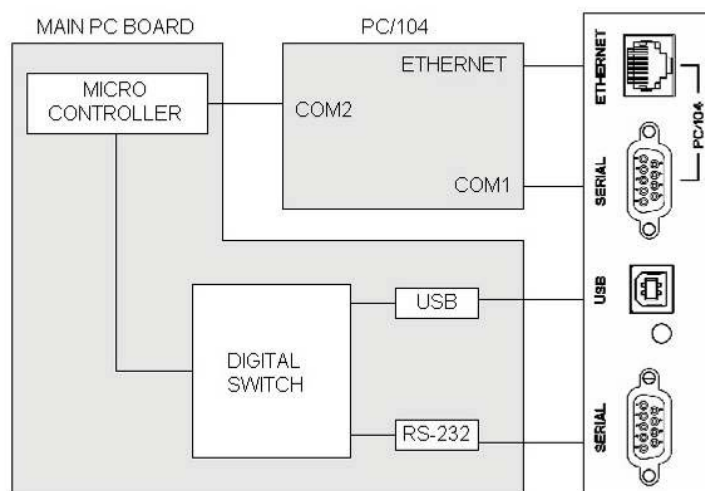 MAIN PC BOARD
PC/104
MICRO
CONTROLLER
COM2
ETHERNET
COM1
DIGITAL
SWITCH
USB
RS-232
ETHERNET
SERIAL
PC/104
USB
SERIAL